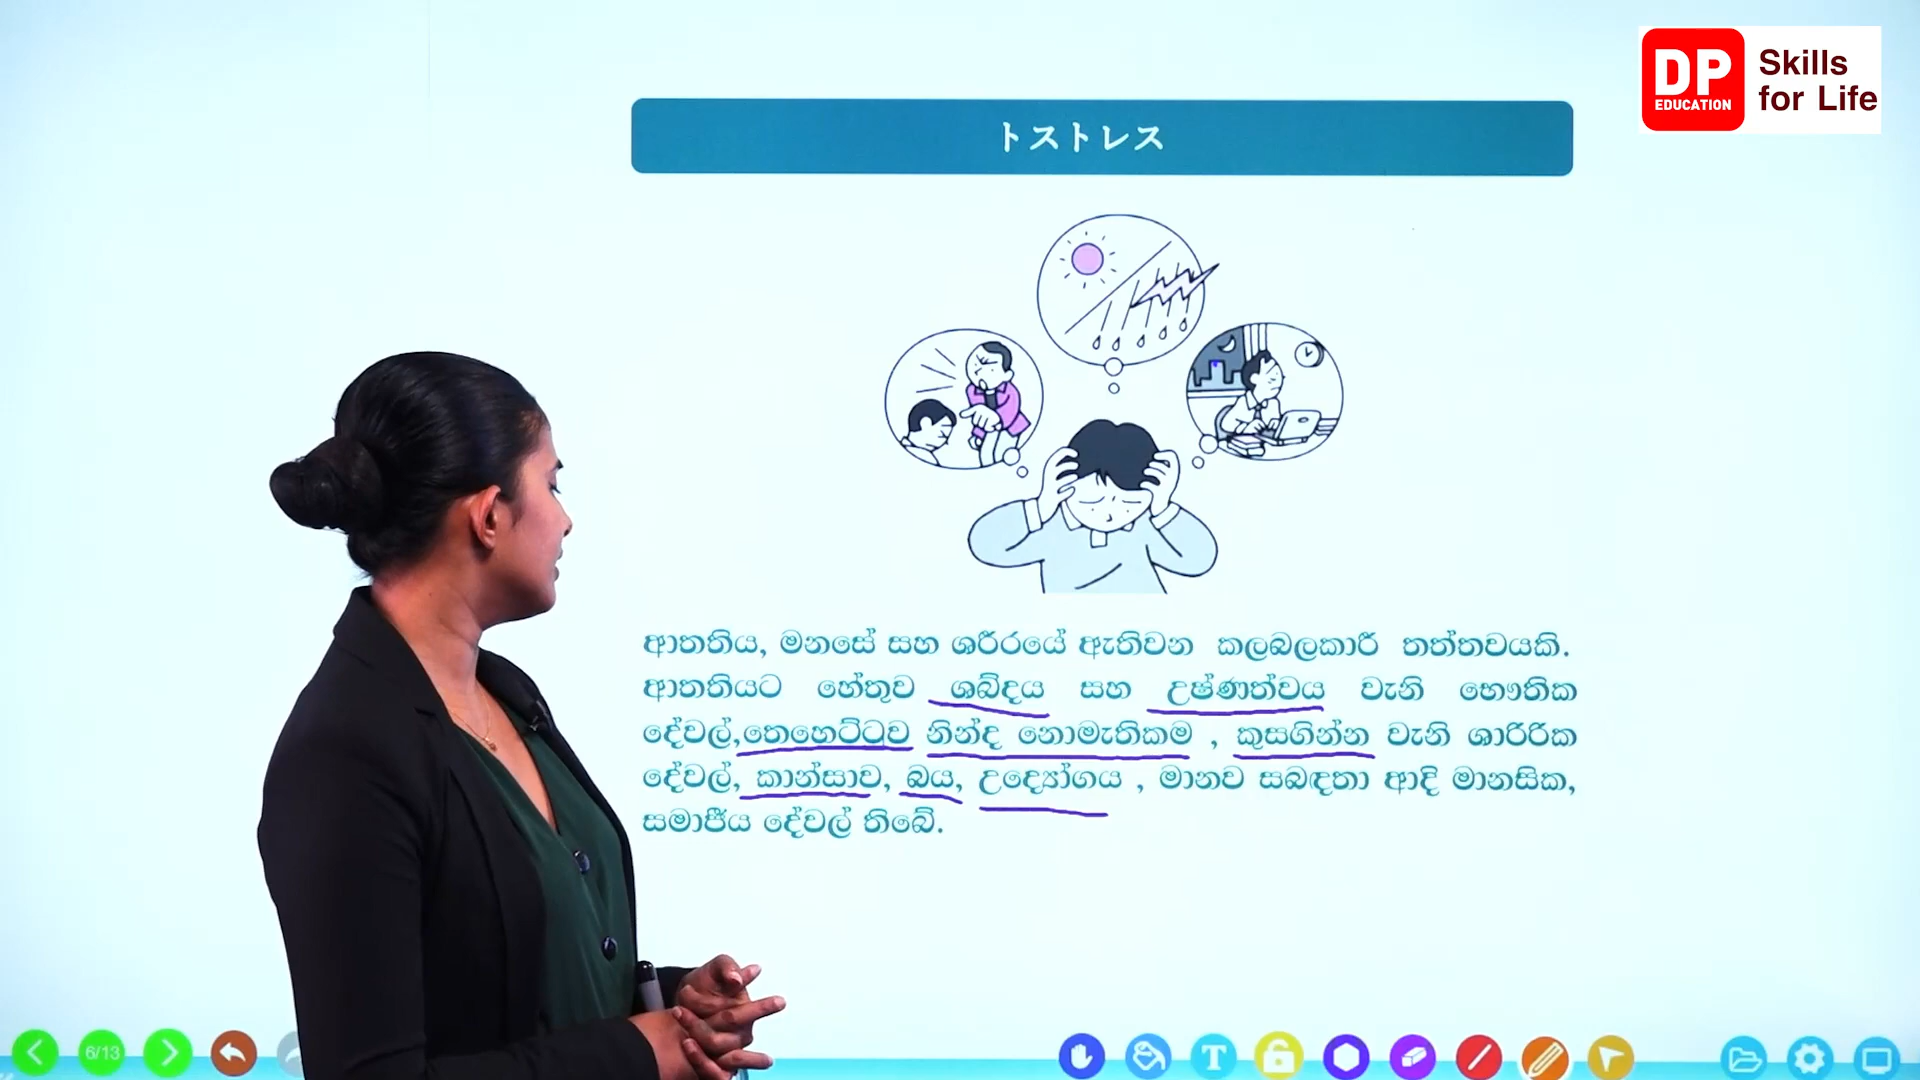 DP
EDUCATION
Skills
for Life
トストレス
ආතතිය, මනසේ සහ ශරීරයේ ඇතිවන කලබලකාරී තත්තවයකි.
ආතතියට හේතුව ශබ්දය සහ උෂ්ණත්වය වැනි භෞතික
දේවල්,තෙහෙට්ටුව නින්ද නොමැතිකම , කුසගින්න වැනි ශාරීරික
දේවල්, කාන්සාව, බය, උද්‍යෝගය , මානව සබඳතා ආදි මානසික,
සමාජීය දේවල් තිබේ.
6/13
T